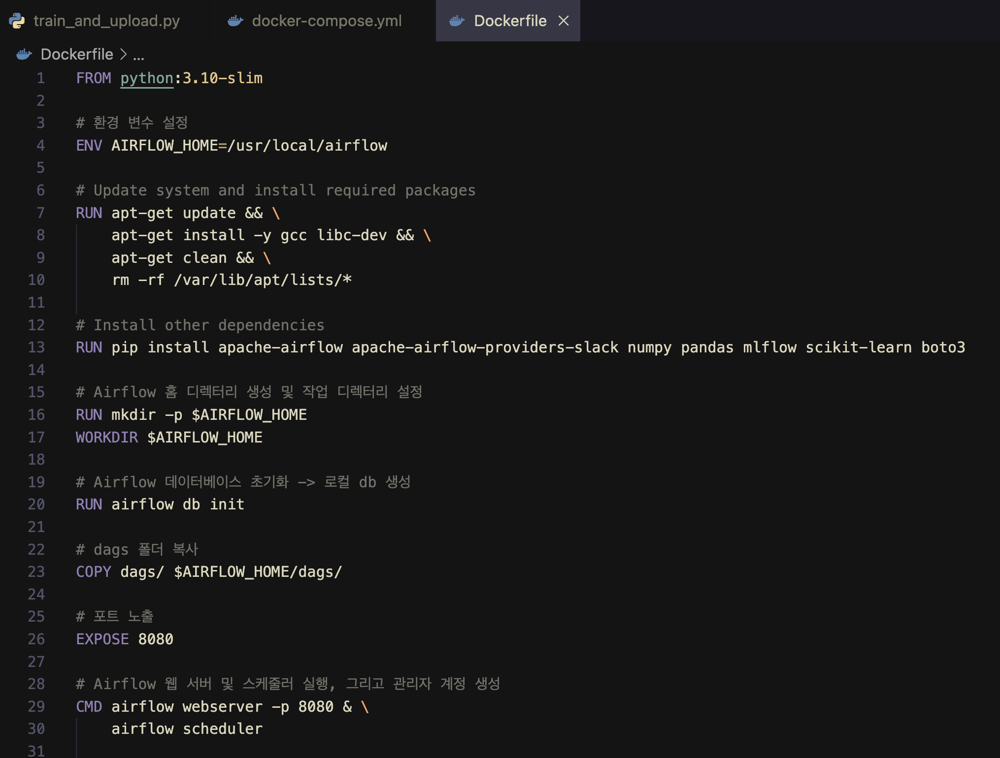 train_and_upload.py docker-compose.yml Dockerfile
Dockerfile > ...
1 FROM python:3.10-slim
2
3 # 환경 변수 설정
4 ENV AIRFLOW_HOME=/usr/local/airflow
5
6 # Update system and install required packages
7 RUN apt-get update && \
8     apt-get install -y gcc libc-dev && \
9     apt-get clean && \
10     rm -rf /var/lib/apt/lists/*
11
12 # Install other dependencies
13 RUN pip install apache-airflow apache-airflow-providers-slack numpy pandas mlflow scikit-learn boto3
14
15 # Airflow 홈 디렉터리 생성 및 작업 디렉터리 설정
16 RUN mkdir -p $AIRFLOW_HOME
17 WORKDIR $AIRFLOW_HOME
18
19 # Airflow 데이터베이스 초기화 -> 로컬 db 생성
20 RUN airflow db init
21
22 # dags 폴더 복사
23 COPY dags/ $AIRFLOW_HOME/dags/
24
25 # 포트 노출
26 EXPOSE 8080
27
28 # Airflow 웹 서버 및 스케줄러 실행, 그리고 관리자 계정 생성
29 CMD airflow webserver -p 8080 & \
30     airflow scheduler
31